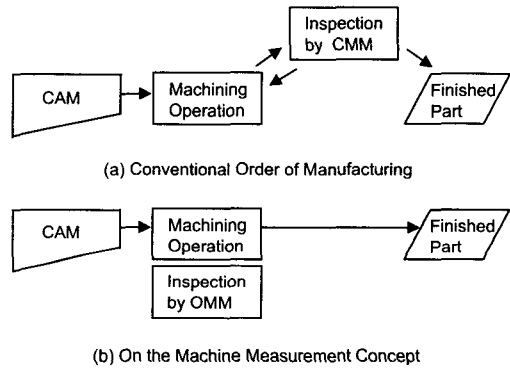 Inspection
by CMM
CAM
Machining
Operation
Finished
Part
(a) Conventional Order of Manufacturing
CAM
Machining
Operation
Finished
Part
Inspection
by OMM
(b) On the Machine Measurement Concept